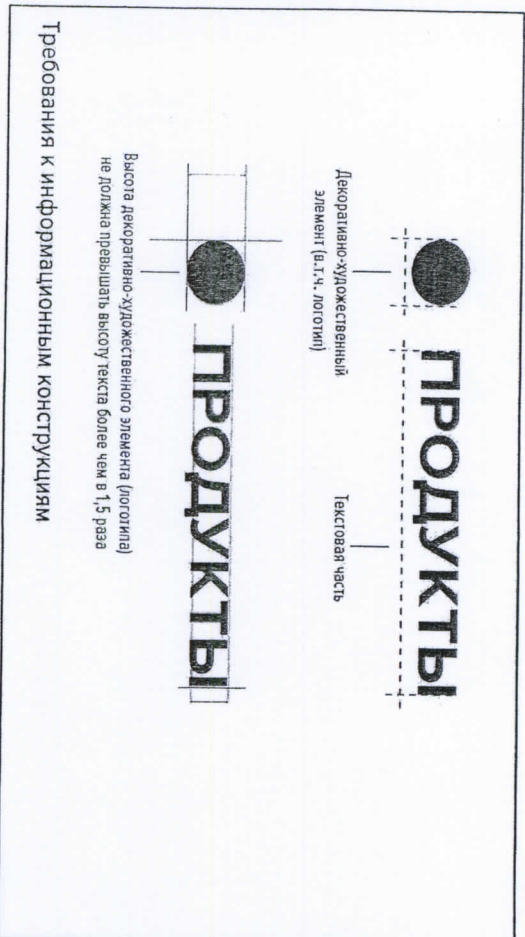 ПРОДУКТЫ
Декоративно-художественный
элемент (в.т.ч. логотип)
Текстовая часть
ПРОДУКТЫ
Высота декоративно-художественного элемента (логотипа)
не должна превышать высоту текста более чем в 1,5 раза
Требования к информационным конструкциям